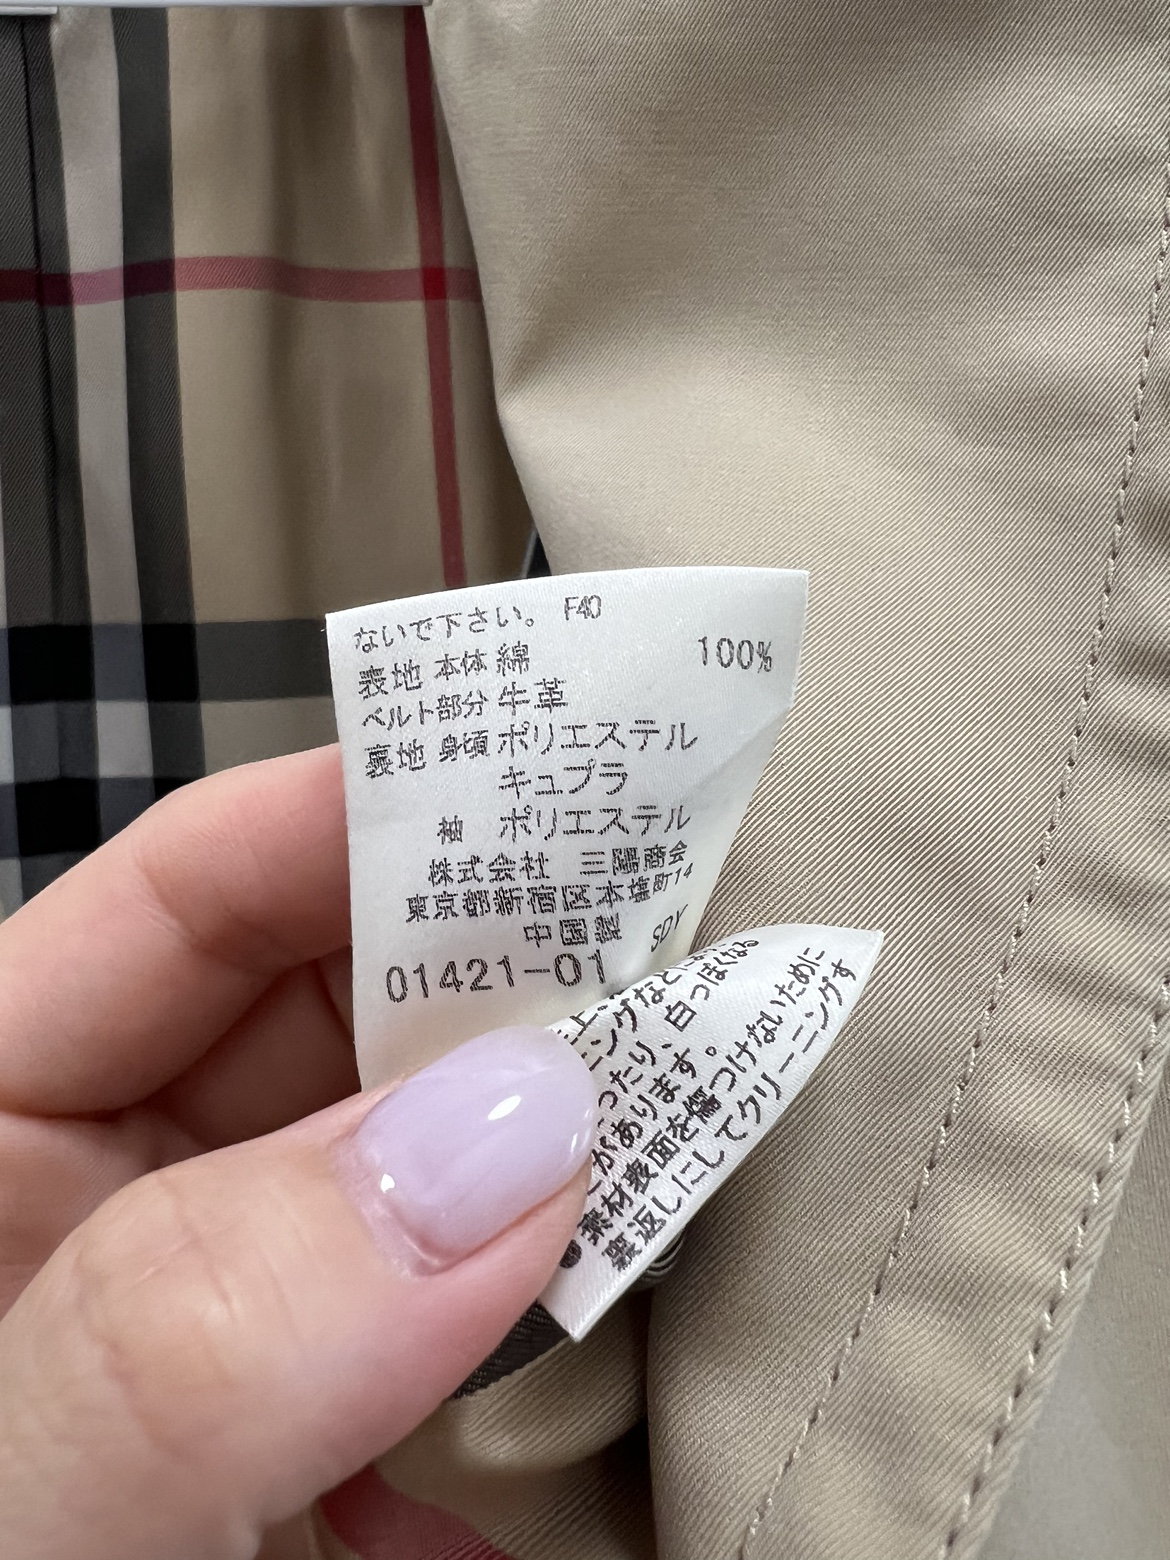 ないで下さい。 F40
表地 本体 綿 100%
ベルト部分 牛革
裏地 身頃 ポリエステル
キュプラ
袖 ポリエステル
株式会社 三陽商会
東京都新宿区本塩町14
中国製 SDY
01421-01
ングなど
ったり、白っぽくなる
があります。
●素材表面を傷つけないために
裏返しにしてクリーニングす